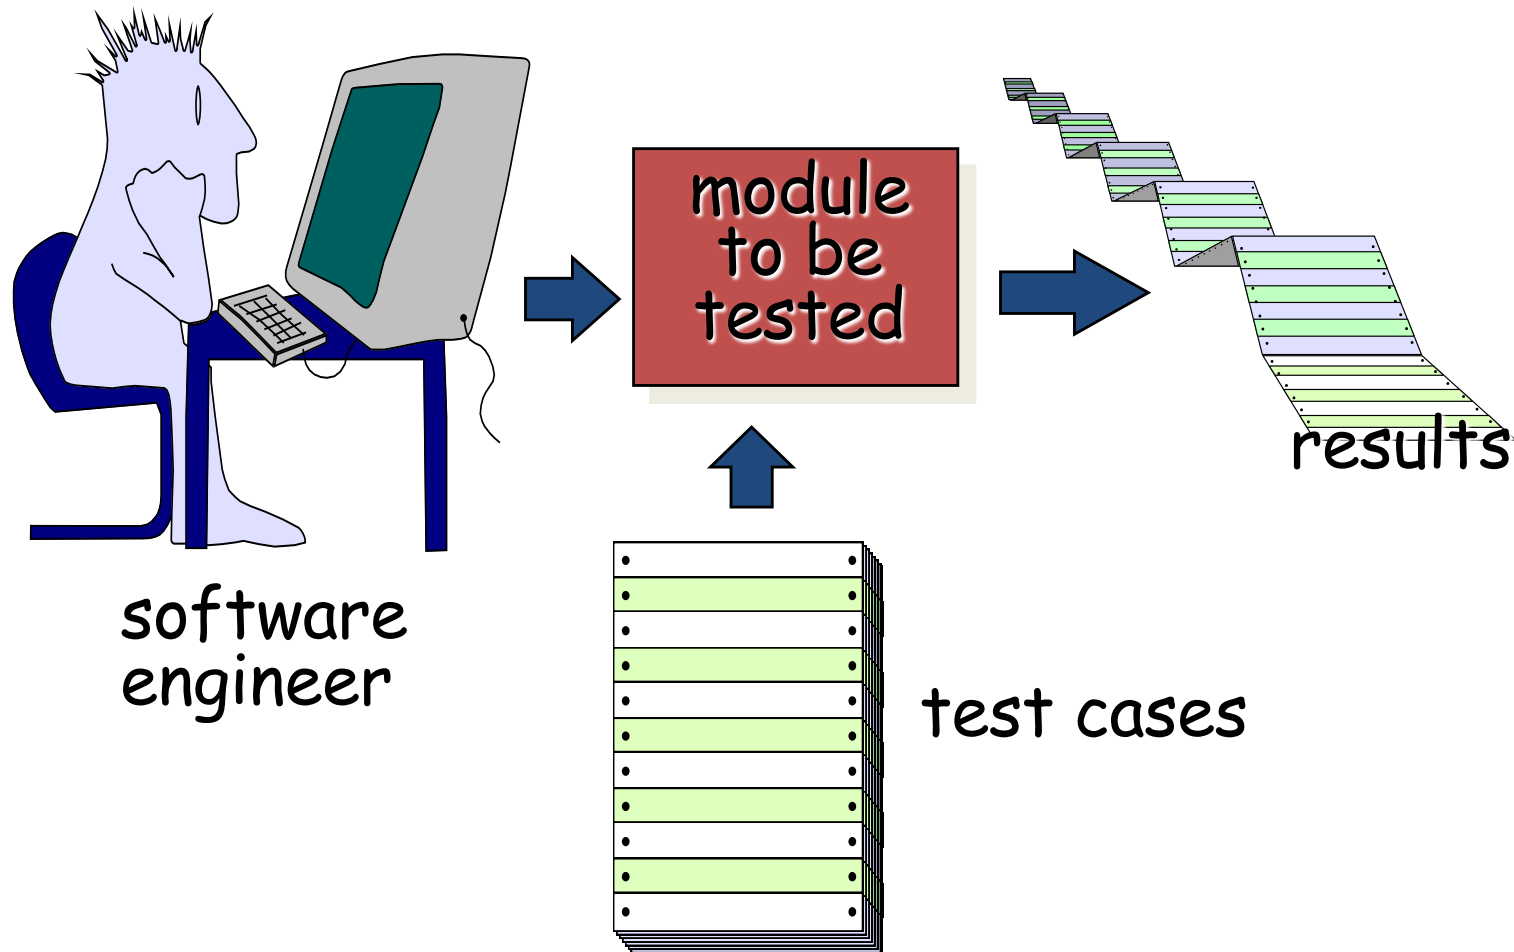 module
to be
tested
results
software
engineer
test cases